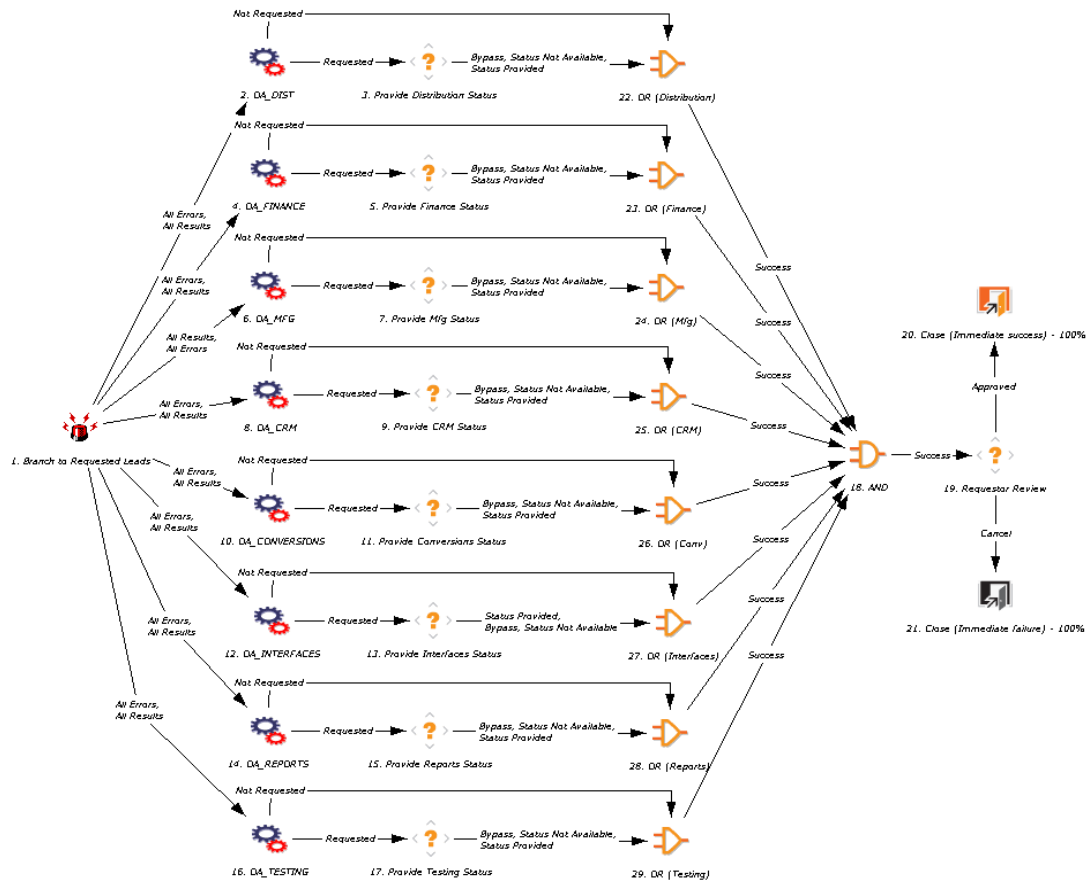 Not Requested
Requested
Bypass, Status Not Available,
Status Provided
2. OA_DIST
3. Provide Distribution Status
22. OR (Distribution)
Not Requested
Requested
Bypass, Status Not Available,
Status Provided
4. OA_FINANCE
5. Provide Finance Status
23. OR (Finance)
All Errors,
All Results
Not Requested
Requested
Bypass, Status Not Available,
Status Provided
6. OA_MFG
7. Provide Mfg Status
24. OR (Mfg)
All Errors,
All Results
Success
Success
All Results,
All Errors
20. Close (Immediate success) - 100%
Not Requested
Requested
Bypass, Status Not Available,
Status Provided
8. OA_CRM
9. Provide CRM Status
25. OR (CRM)
All Errors,
All Results
Success
Success
Approved
1. Branch to Requested Leads
All Errors,
All Results
Not Requested
Requested
Bypass, Status Not Available,
Status Provided
10. OA_CONVERSIONS
11. Provide Conversions Status
26. OR (Conv)
Success
18. AND
Success
19. Requestor Review
All Errors,
All Results
Success
Cancel
Not Requested
Requested
Status Provided,
Bypass, Status Not Available
12. OA_INTERFACES
13. Provide Interfaces Status
27. OR (Interfaces)
Success
21. Close (Immediate failure) - 100%
All Errors,
All Results
Success
Not Requested
Requested
Bypass, Status Not Available,
Status Provided
14. OA_REPORTS
15. Provide Reports Status
28. OR (Reports)
All Errors,
All Results
Not Requested
Requested
Bypass, Status Not Available,
Status Provided
16. OA_TESTING
17. Provide Testing Status
29. OR (Testing)